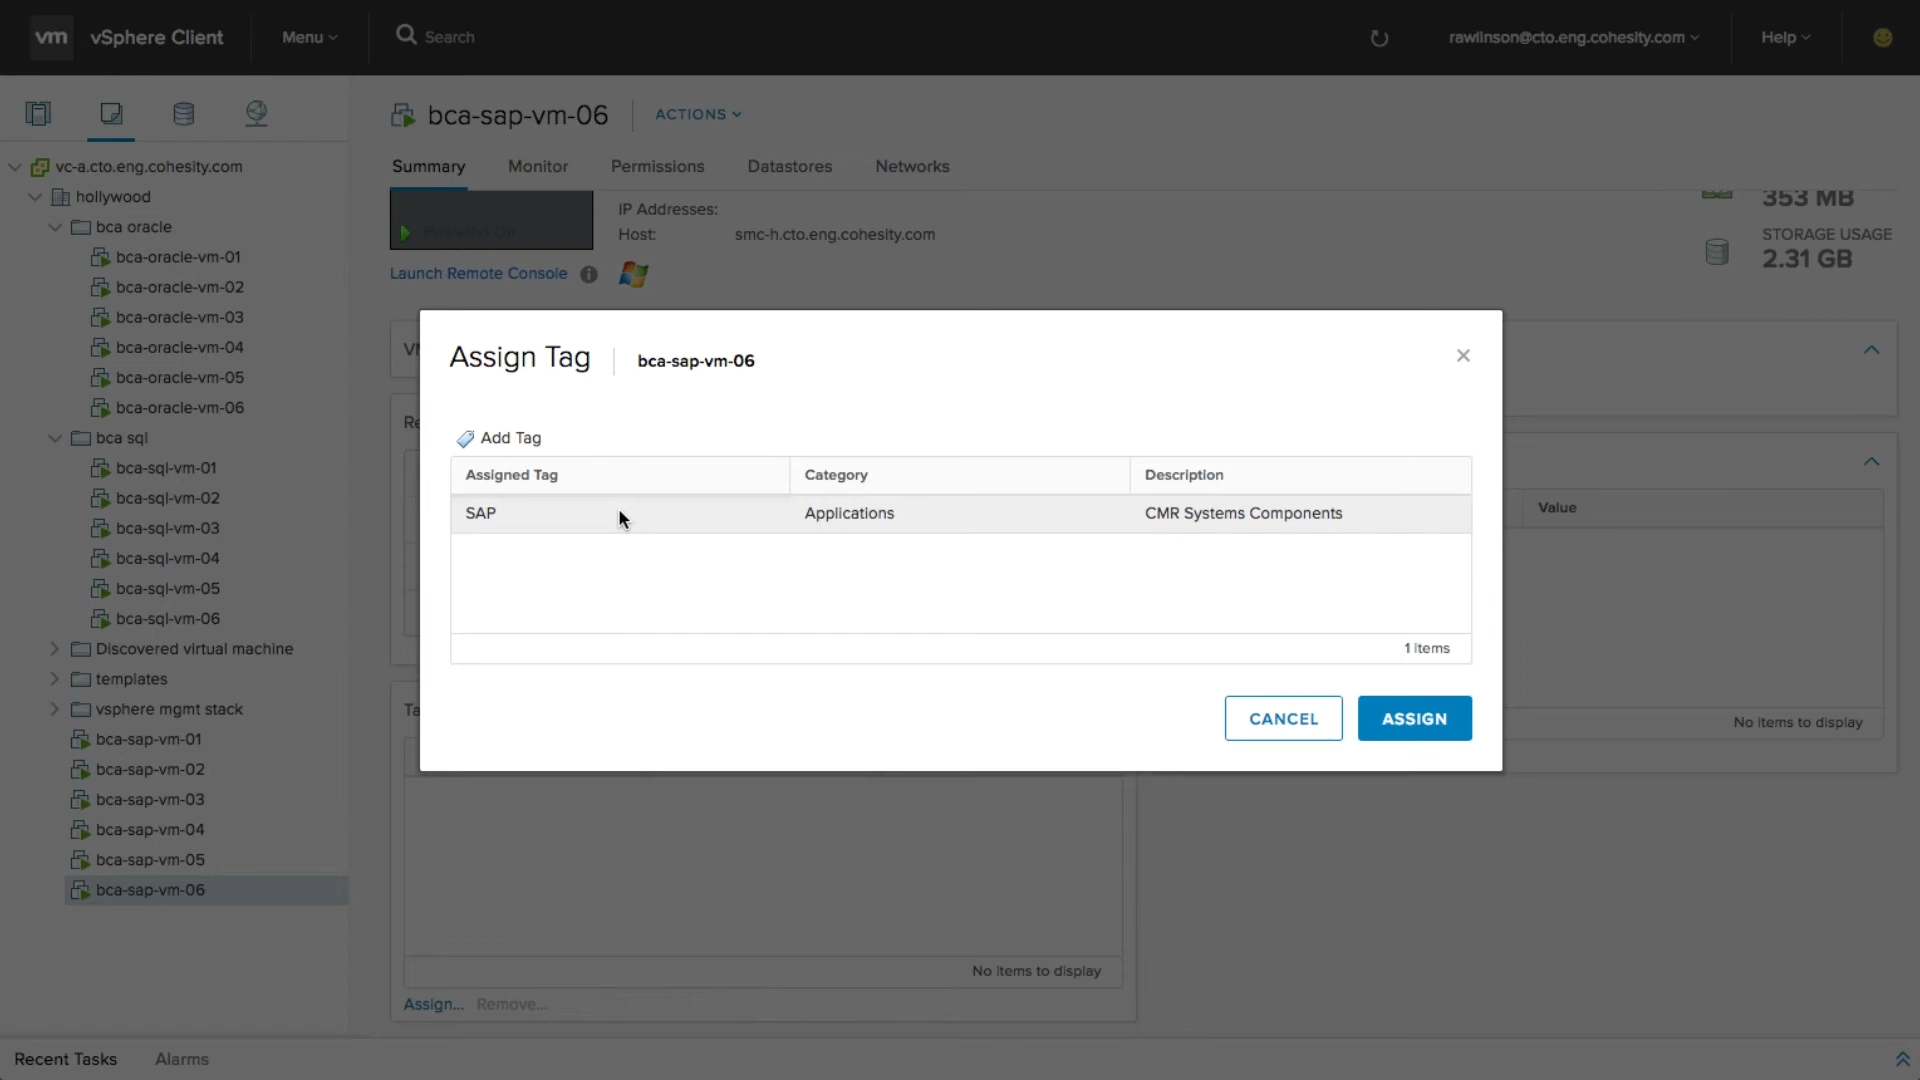 vm vSphere Client Menu Search rawlinson@cto.eng.cohesity.com Help
bca-sap-vm-06 ACTIONS
Summary Monitor Permissions Datastores Networks
vc-a.cto.eng.cohesity.com
hollywood
bca oracle
bca-oracle-vm-01
bca-oracle-vm-02
bca-oracle-vm-03
bca-oracle-vm-04
bca-oracle-vm-05
bca-oracle-vm-06
bca sql
bca-sql-vm-01
bca-sql-vm-02
bca-sql-vm-03
bca-sql-vm-04
bca-sql-vm-05
bca-sql-vm-06
Discovered virtual machine
templates
vsphere mgmt stack
bca-sap-vm-01
bca-sap-vm-02
bca-sap-vm-03
bca-sap-vm-04
bca-sap-vm-05
bca-sap-vm-06
Powered On
IP Addresses:
Host: smc-h.cto.eng.cohesity.com
Launch Remote Console
353 MB
STORAGE USAGE
2.31 GB
Assign Tag bca-sap-vm-06
Add Tag
Assigned Tag Category Description
SAP Applications CMR Systems Components
1 items
CANCEL ASSIGN
Value
No items to display
No items to display
Assign... Remove...
Recent Tasks Alarms